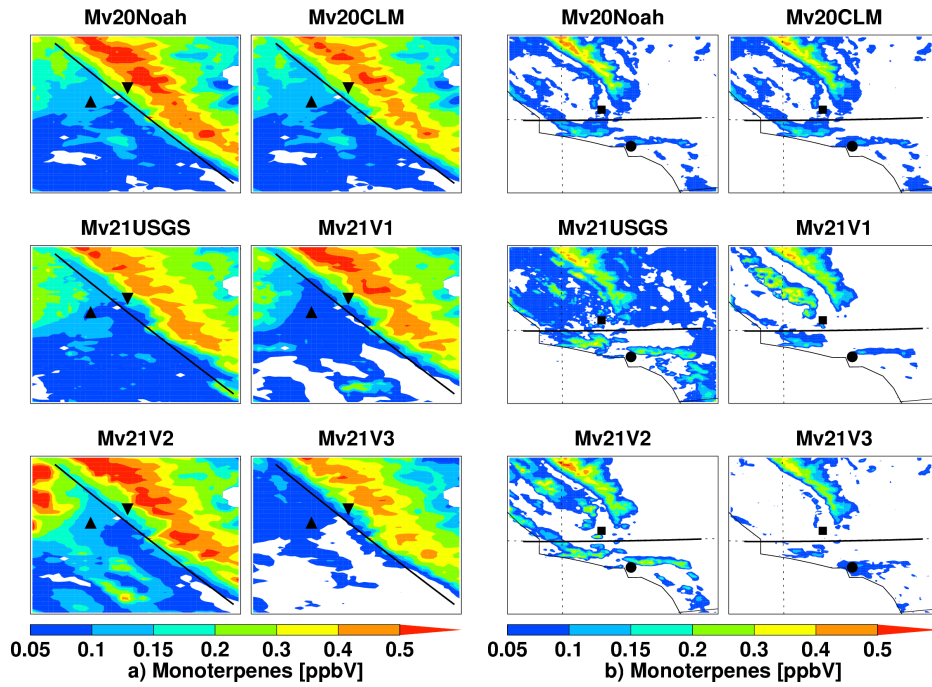 Mv20Noah Mv20CLM Mv20Noah Mv20CLM
Mv21USGS Mv21V1 Mv21USGS Mv21V1
Mv21V2 Mv21V3 Mv21V2 Mv21V3
0.05 0.1 0.15 0.2 0.3 0.4 0.5 0.05 0.1 0.15 0.2 0.3 0.4 0.5
a) Monoterpenes [ppbV] b) Monoterpenes [ppbV]